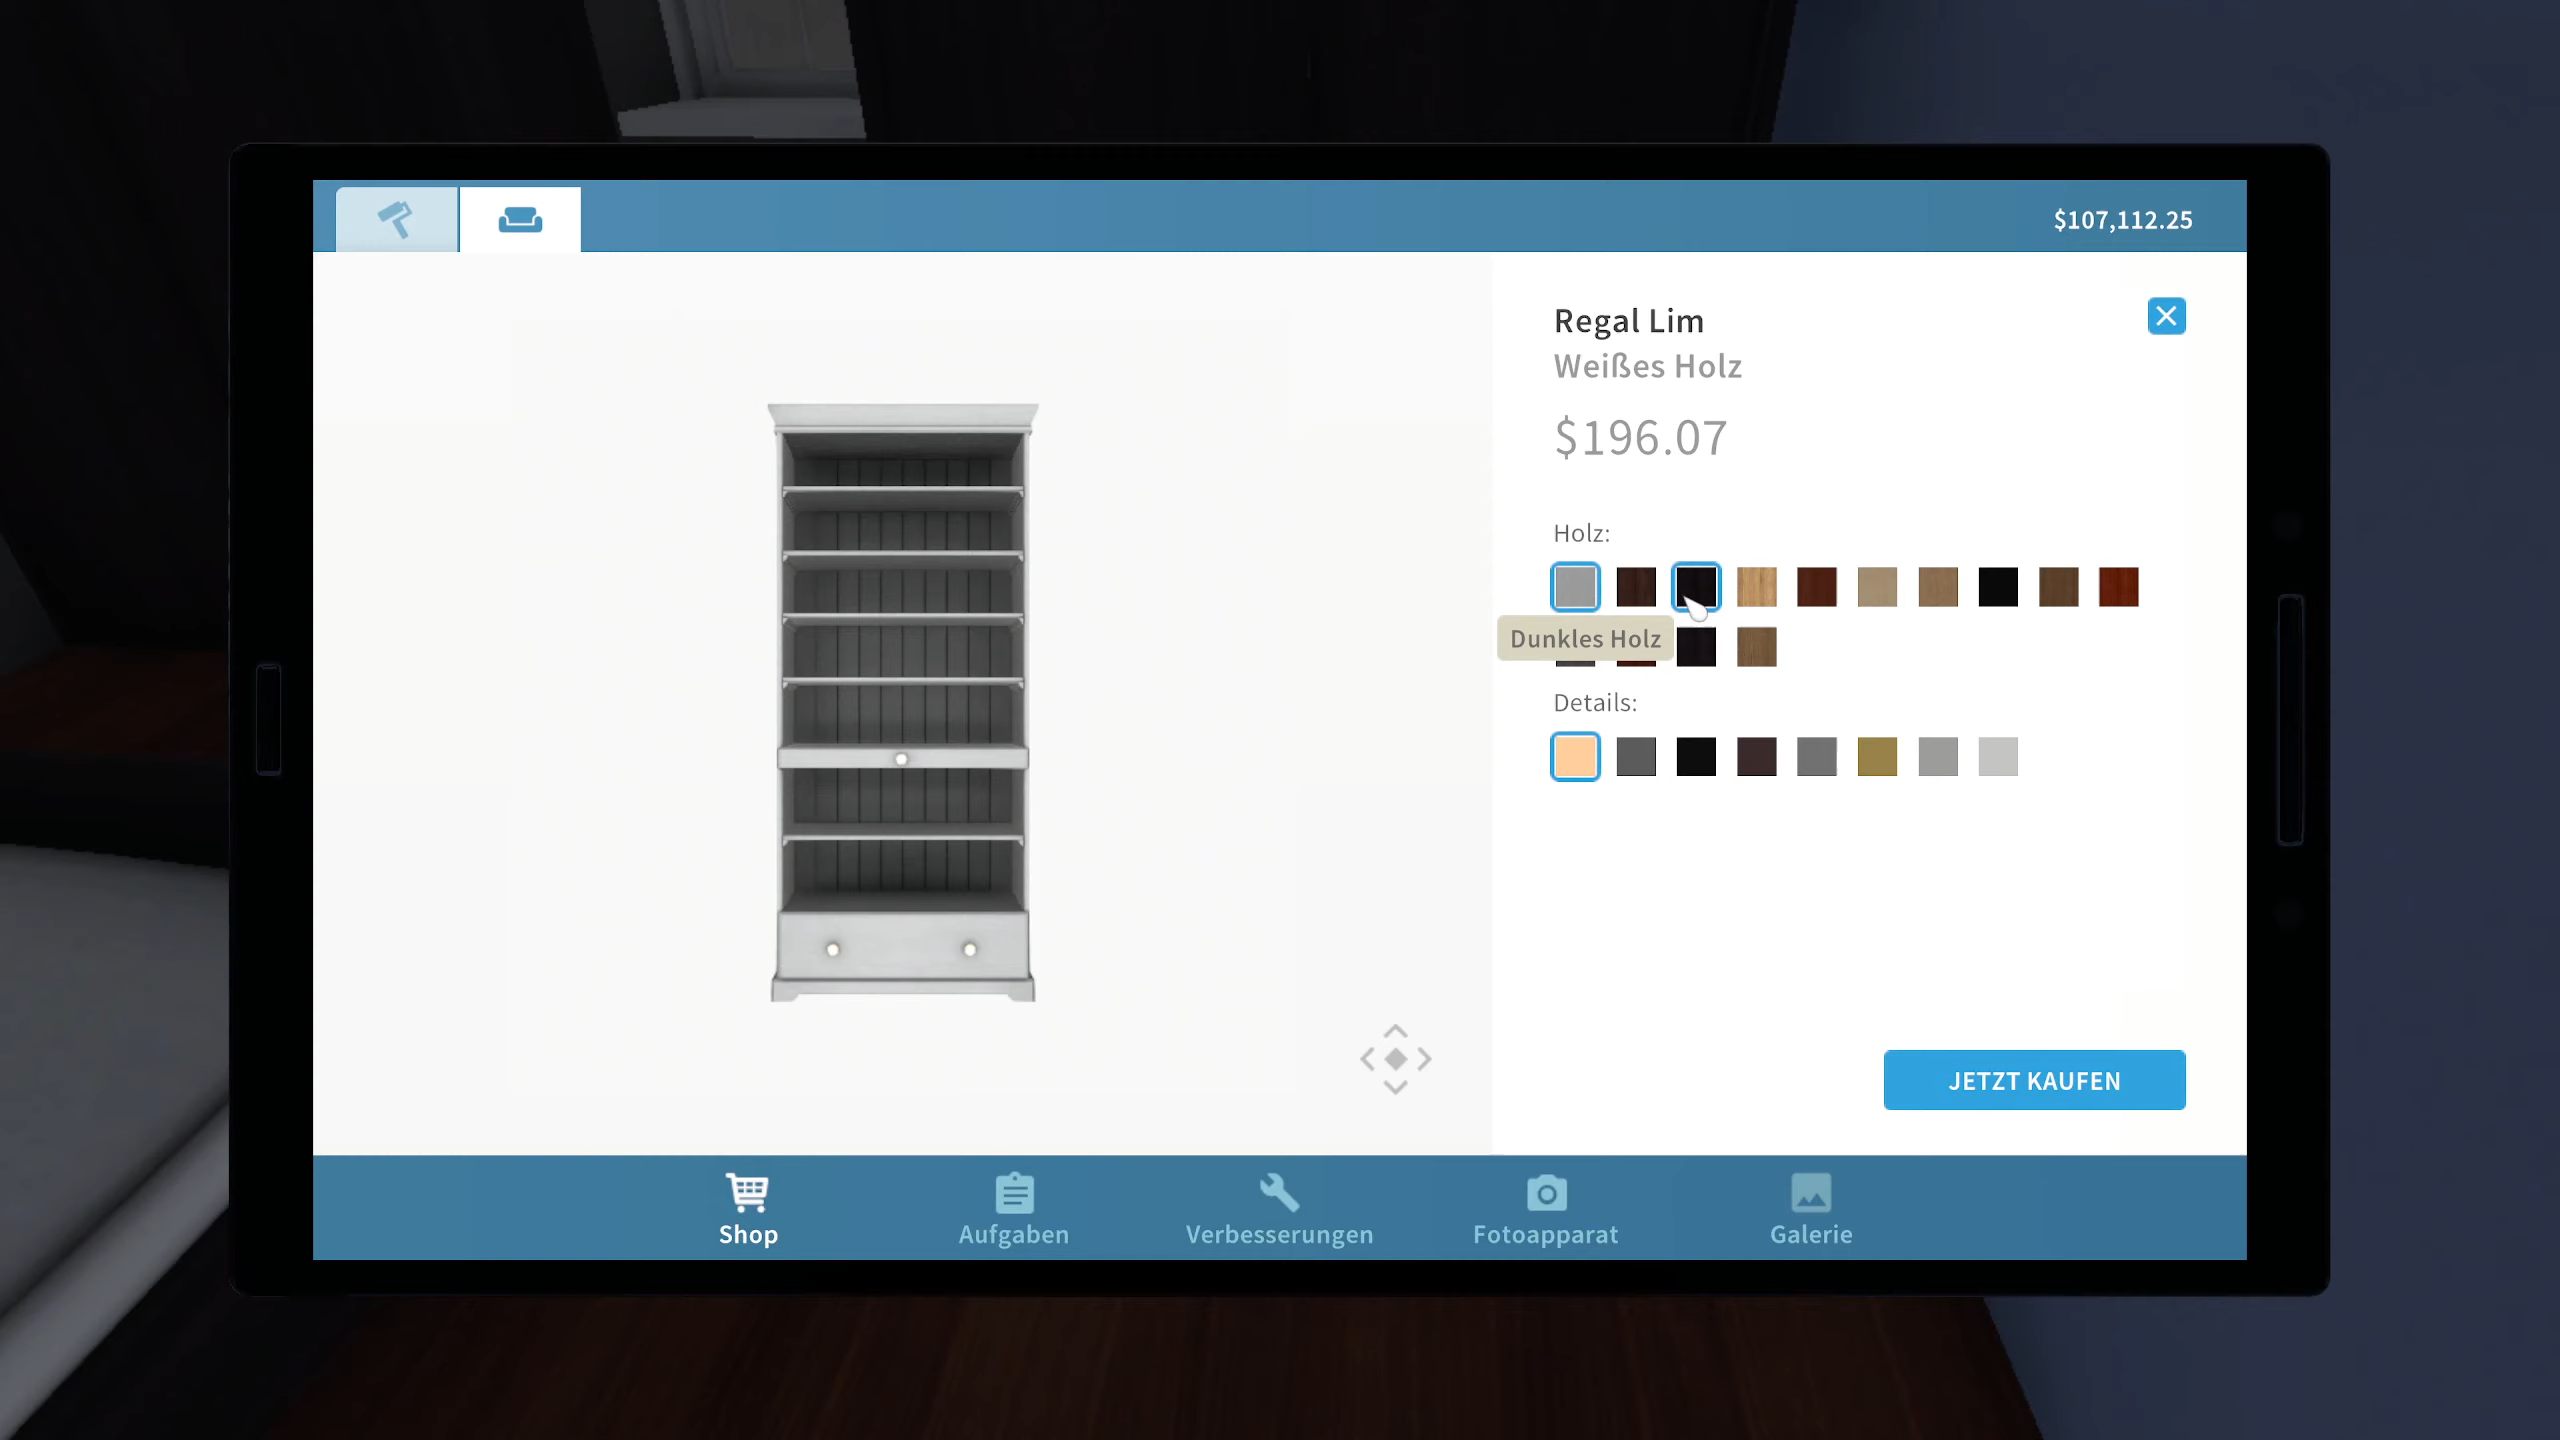 $107,112.25
Regal Lim
Weißes Holz
$196.07
Holz:
Dunkles Holz
Details:
JETZT KAUFEN
Shop
Aufgaben
Verbesserungen
Fotoapparat
Galerie